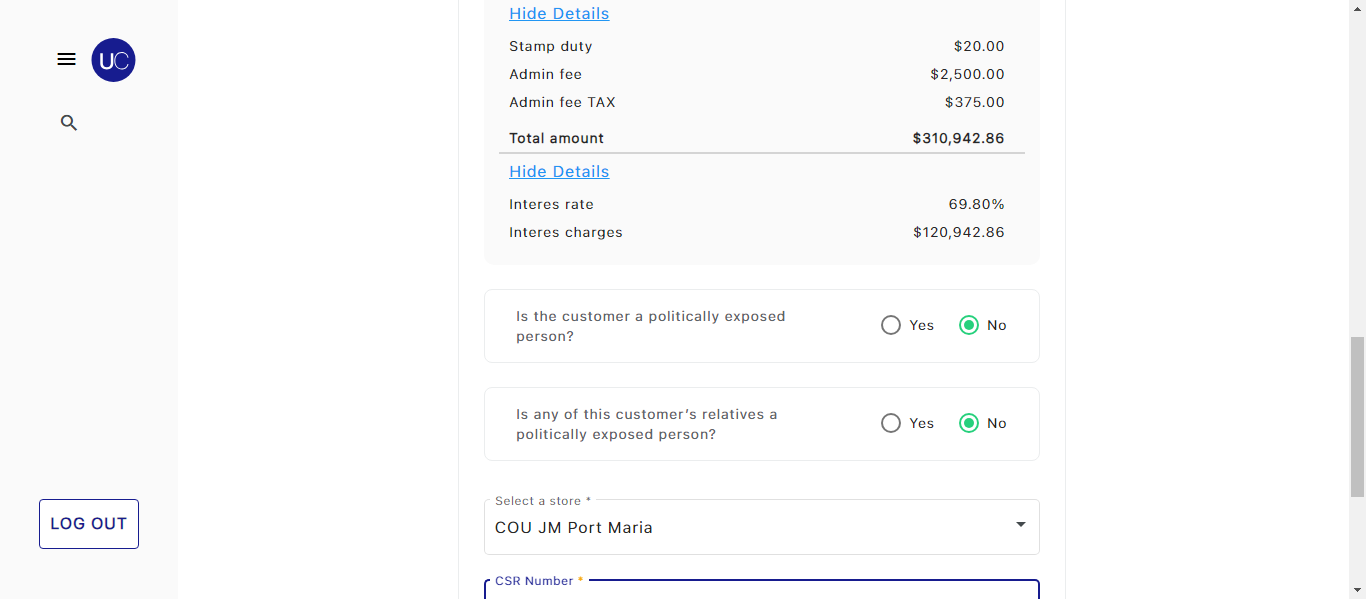 UC
LOG OUT
Hide Details
Stamp duty $20.00
Admin fee $2,500.00
Admin fee TAX $375.00
Total amount $310,942.86
Hide Details
Interes rate 69.80%
Interes charges $120,942.86
Is the customer a politically exposed
person?
Yes No
Is any of this customer's relatives a
politically exposed person?
Yes No
Select a store *
COU JM Port Maria
CSR Number *